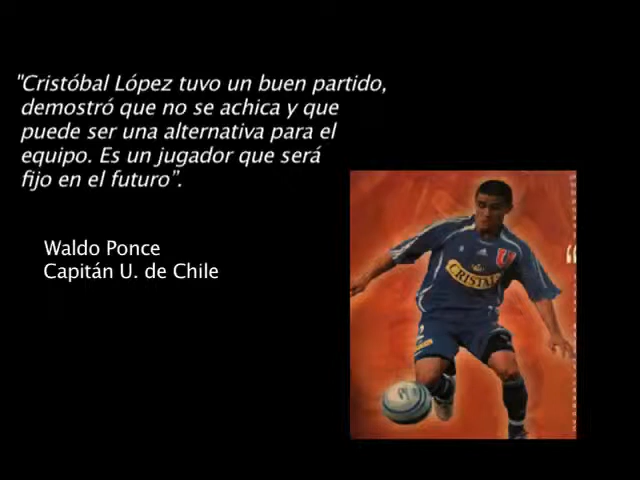 "Cristóbal López tuvo un buen partido,
demostró que no se achica y que
puede ser una alternativa para el
equipo. Es un jugador que será
fijo en el futuro".
Waldo Ponce
Capitán U. de Chile
CRISTAL
U